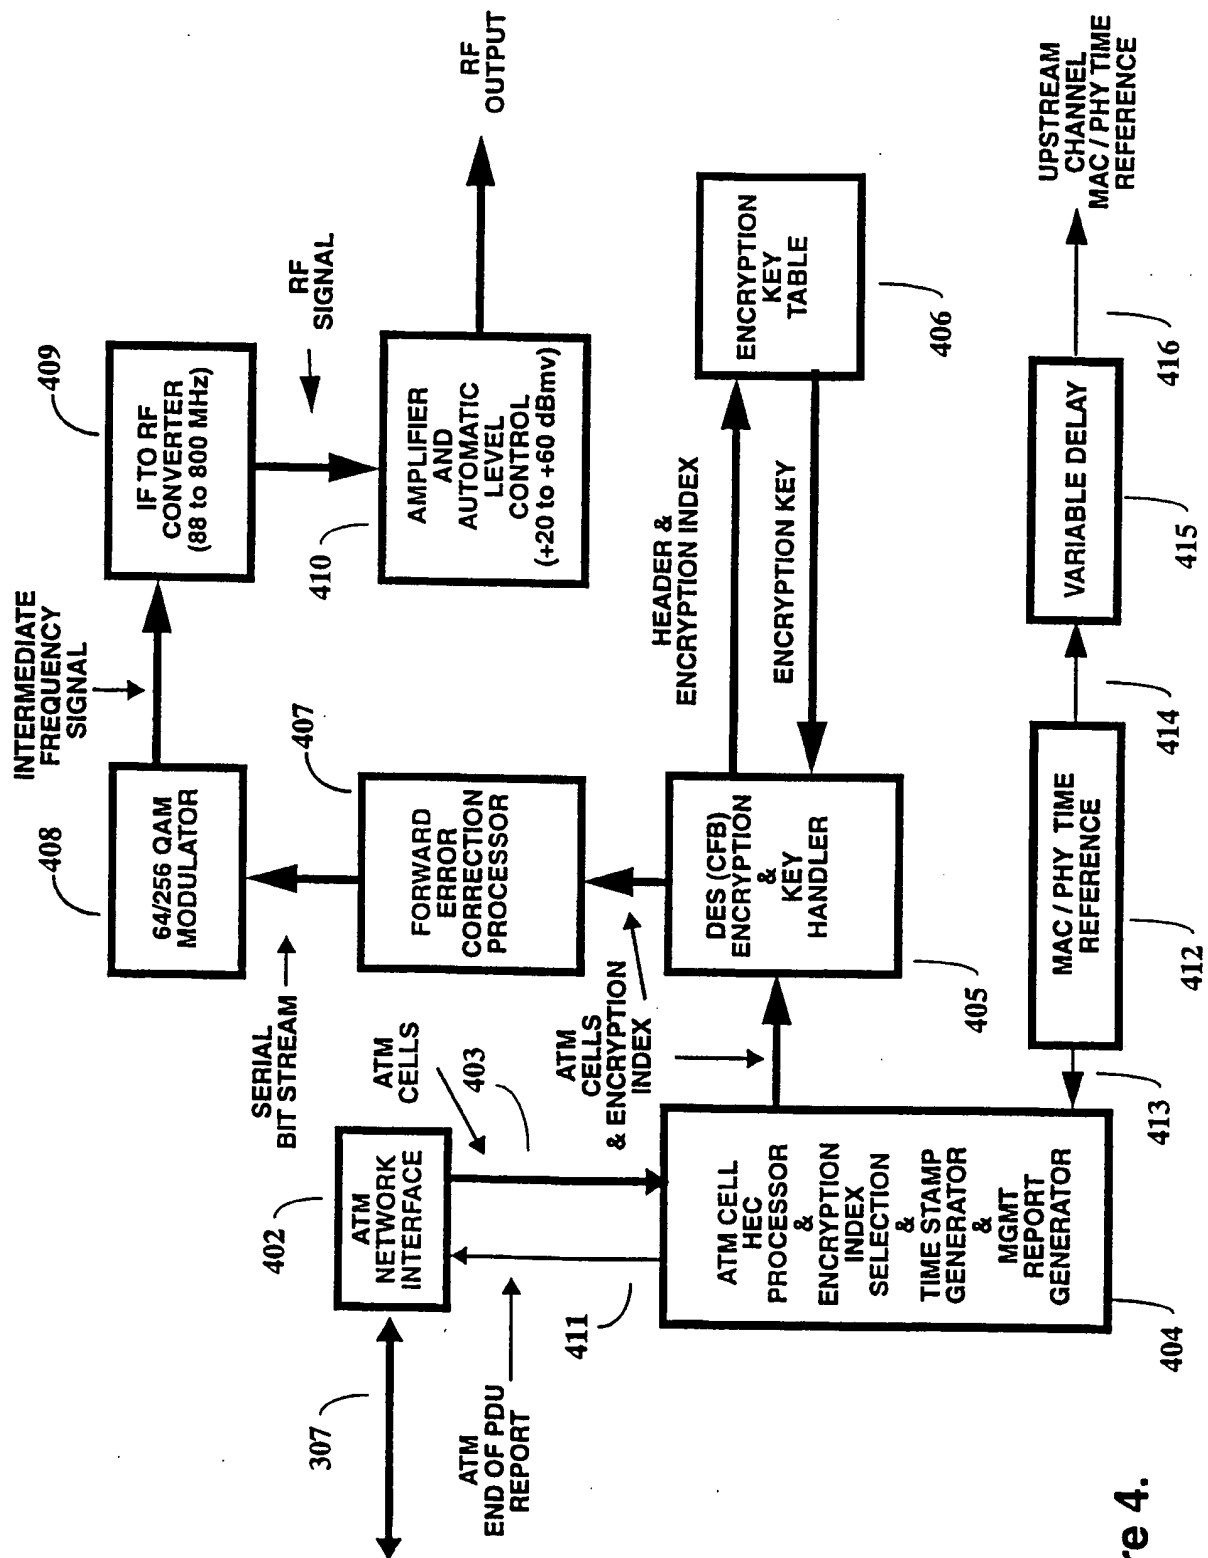 307
402
ATM
NETWORK
INTERFACE
ATM
END OF PDU
REPORT
411
ATM
CELLS
403
404
ATM CELL
HEC
PROCESSOR
&
ENCRYPTION
INDEX
SELECTION
&
TIME STAMP
GENERATOR
&
MGMT
REPORT
GENERATOR
413
ATM
CELLS
& ENCRYPTION
INDEX
405
DES (CFB)
ENCRYPTION
&
KEY
HANDLER
HEADER &
ENCRYPTION INDEX
ENCRYPTION KEY
ENCRYPTION
KEY
TABLE
406
407
FORWARD
ERROR
CORRECTION
PROCESSOR
SERIAL
BIT STREAM
408
64/256 QAM
MODULATOR
INTERMEDIATE
FREQUENCY
SIGNAL
409
IF TO RF
CONVERTER
(88 to 800 MHz)
RF
SIGNAL
410
AMPLIFIER
AND
AUTOMATIC
LEVEL
CONTROL
(+20 to +60 dBmv)
RF
OUTPUT
412
MAC / PHY TIME
REFERENCE
414
VARIABLE DELAY
415
416
UPSTREAM
CHANNEL
MAC / PHY TIME
REFERENCE
re 4.